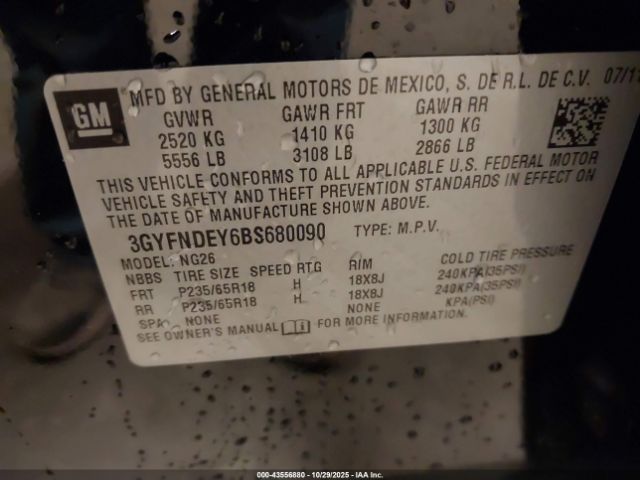 GM
MFD BY GENERAL MOTORS DE MEXICO, S. DE R.L. DE C.V. 07/1
GVWR GAWR FRT GAWR RR
2520 KG 1410 KG 1300 KG
5556 LB 3108 LB 2866 LB
THIS VEHICLE CONFORMS TO ALL APPLICABLE U.S. FEDERAL MOTOR
VEHICLE SAFETY AND THEFT PREVENTION STANDARDS IN EFFECT ON
THE DATE OF MANUFACTURE SHOWN ABOVE.
3GYFNDEY6BS680090 TYPE: M.P.V.
MODEL: NG26
NBBS TIRE SIZE SPEED RTG RIM COLD TIRE PRESSURE
FRT P235/65R18 H 18X8J 240KPA(35PSI)
RR P235/65R18 H 18X8J 240KPA(35PSI)
SPA NONE NONE KPA(PSI)
SEE OWNER'S MANUAL FOR MORE INFORMATION.
000-43556880 10/29/2025 IAAI, Inc.